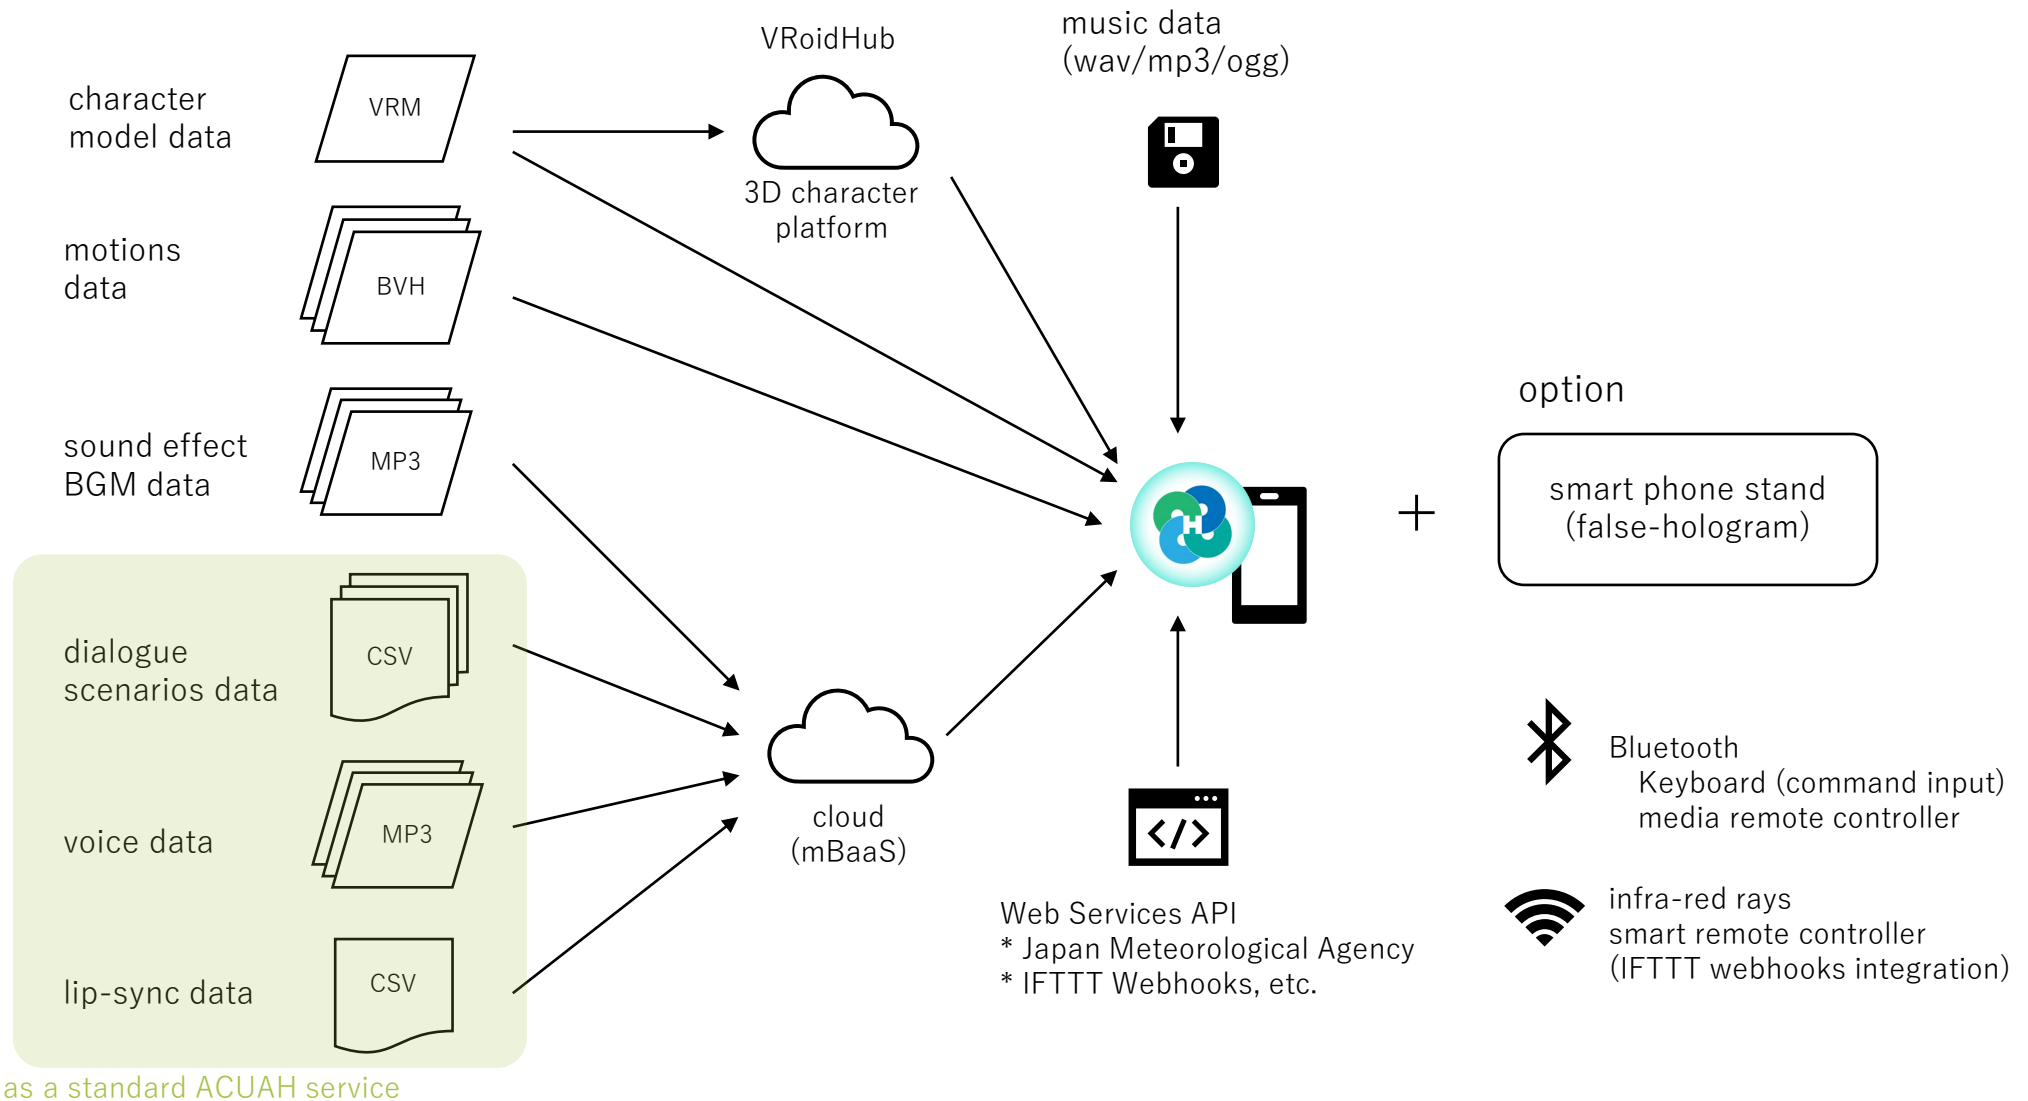 character
model data
VRM
motions
data
BVH
sound effect
BGM data
MP3
dialogue
scenarios data
CSV
voice data
MP3
lip-sync data
CSV
as a standard ACUAH service
VRoidHub
3D character
platform
cloud
(mBaaS)
music data
(wav/mp3/ogg)
H
</>
Web Services API
* Japan Meteorological Agency
* IFTTT Webhooks, etc.
+
option
smart phone stand
(false-hologram)
Bluetooth
Keyboard (command input)
media remote controller
infra-red rays
smart remote controller
(IFTTT webhooks integration)